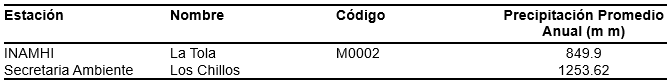 Estación Nombre Código Precipitación Promedio
Anual (m m)
INAMHI La Tola M0002 849.9
Secretaria Ambiente Los Chillos 1253.62